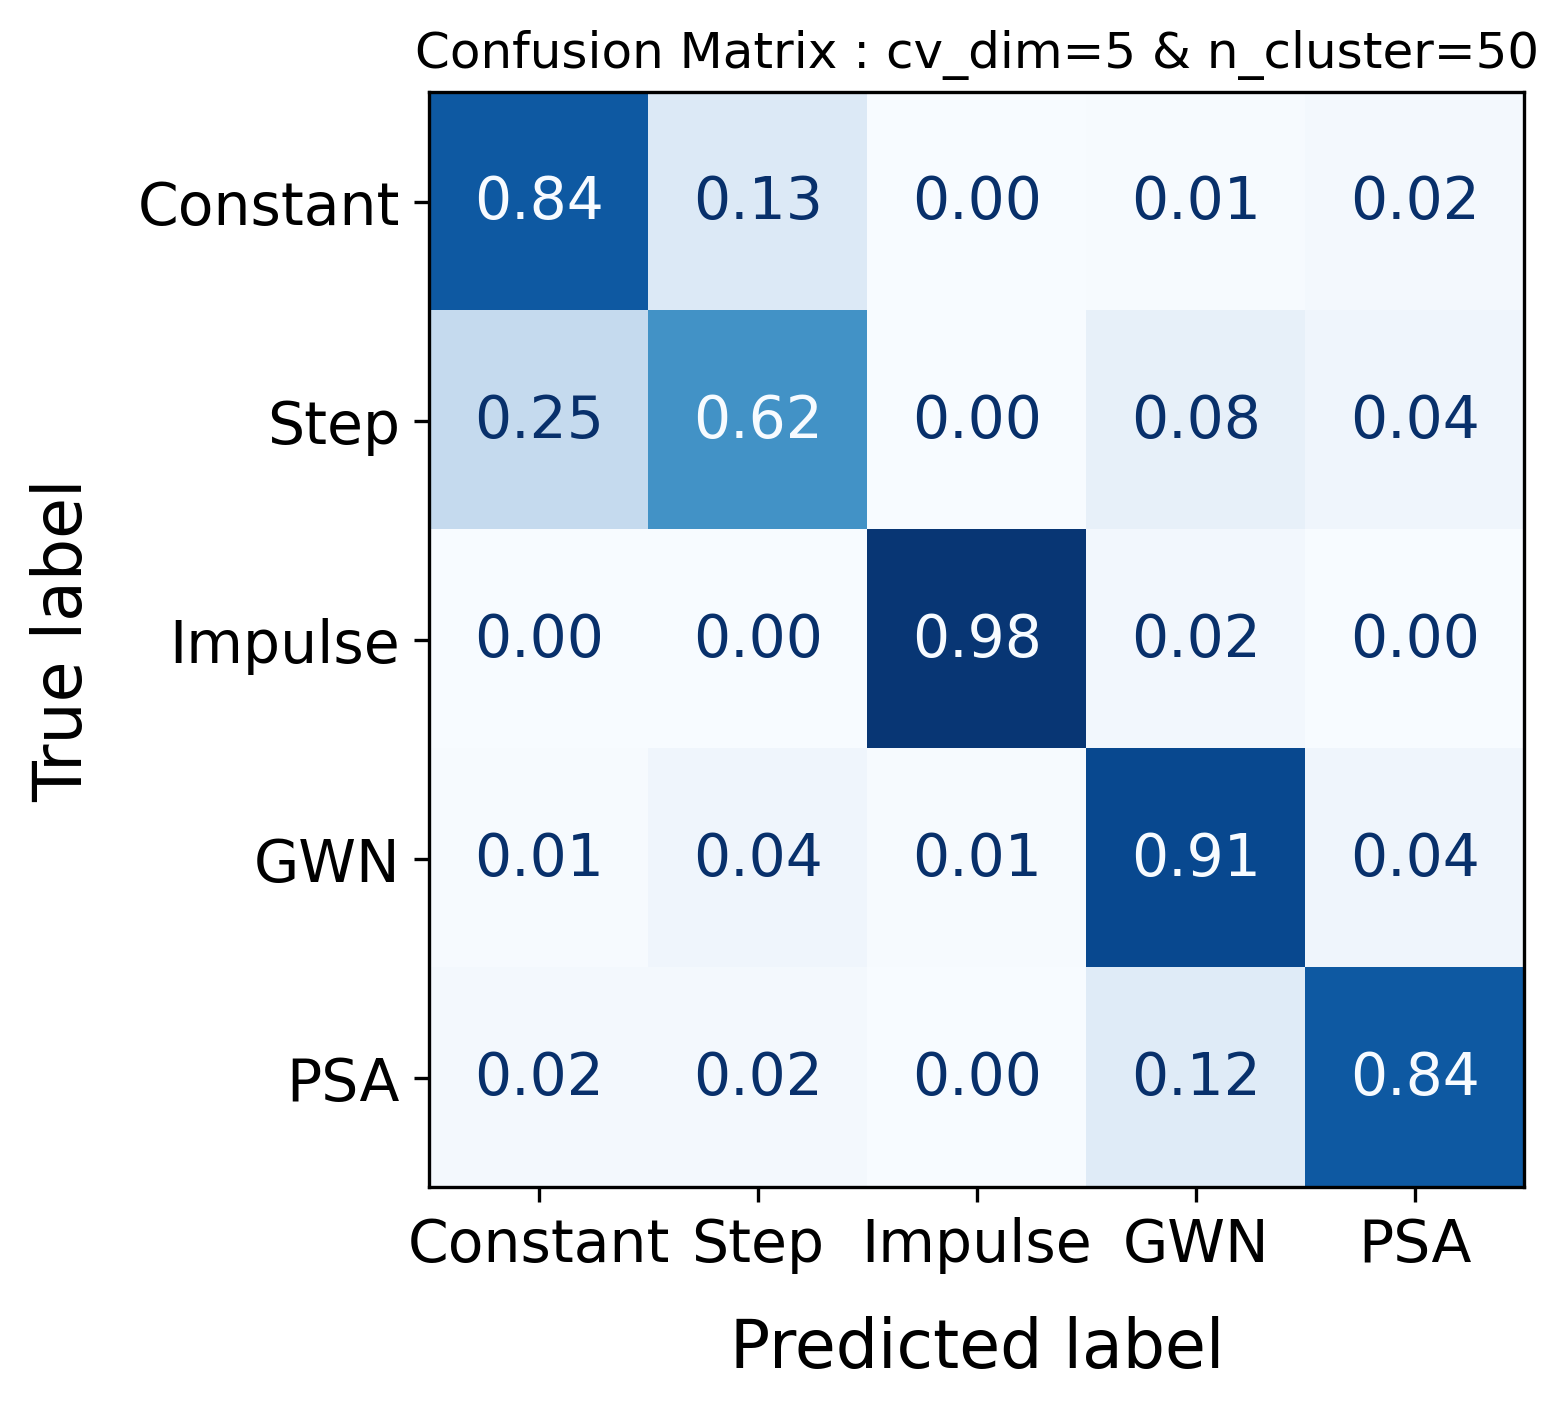 Confusion Matrix : cv_dim=5 & n_cluster=50
True label
Constant 0.84 0.13 0.00 0.01 0.02
Step 0.25 0.62 0.00 0.08 0.04
Impulse 0.00 0.00 0.98 0.02 0.00
GWN 0.01 0.04 0.01 0.91 0.04
PSA 0.02 0.02 0.00 0.12 0.84
Constant Step Impulse GWN PSA
Predicted label